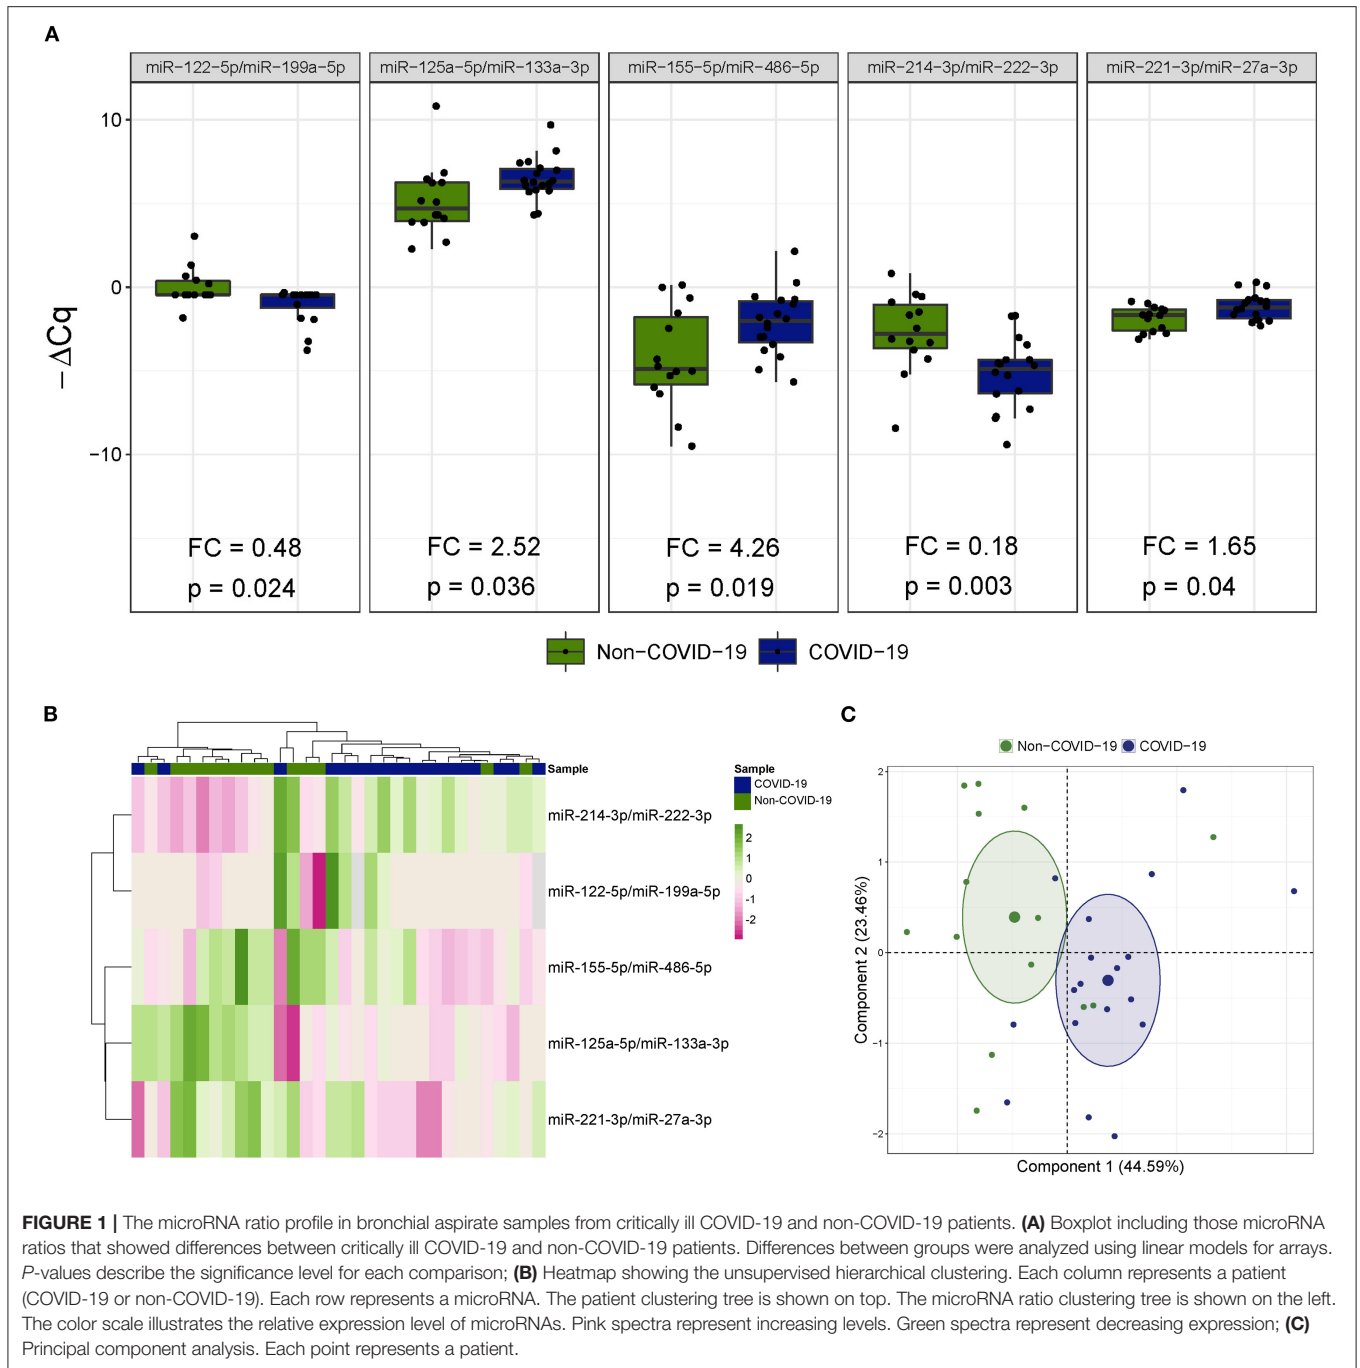 A
miR-122-5p/miR-199a-5p miR-125a-5p/miR-133a-3p miR-155-5p/miR-486-5p miR-214-3p/miR-222-3p miR-221-3p/miR-27a-3p
10
0
-10
-ΔCq
FC = 0.48 FC = 2.52 FC = 4.26 FC = 0.18 FC = 1.65
p = 0.024 p = 0.036 p = 0.019 p = 0.003 p = 0.04
Non-COVID-19 COVID-19
B
Sample
miR-214-3p/miR-222-3p
miR-122-5p/miR-199a-5p
miR-155-5p/miR-486-5p
miR-125a-5p/miR-133a-3p
miR-221-3p/miR-27a-3p
Sample
COVID-19
Non-COVID-19
2
1
0
-1
-2
C
Non-COVID-19 COVID-19
2
1
0
-1
-2
Component 2 (23.46%)
Component 1 (44.59%)
FIGURE 1 | The microRNA ratio profile in bronchial aspirate samples from critically ill COVID-19 and non-COVID-19 patients. (A) Boxplot including those microRNA
ratios that showed differences between critically ill COVID-19 and non-COVID-19 patients. Differences between groups were analyzed using linear models for arrays.
P-values describe the significance level for each comparison; (B) Heatmap showing the unsupervised hierarchical clustering. Each column represents a patient
(COVID-19 or non-COVID-19). Each row represents a microRNA. The patient clustering tree is shown on top. The microRNA ratio clustering tree is shown on the left.
The color scale illustrates the relative expression level of microRNAs. Pink spectra represent increasing levels. Green spectra represent decreasing expression; (C)
Principal component analysis. Each point represents a patient.